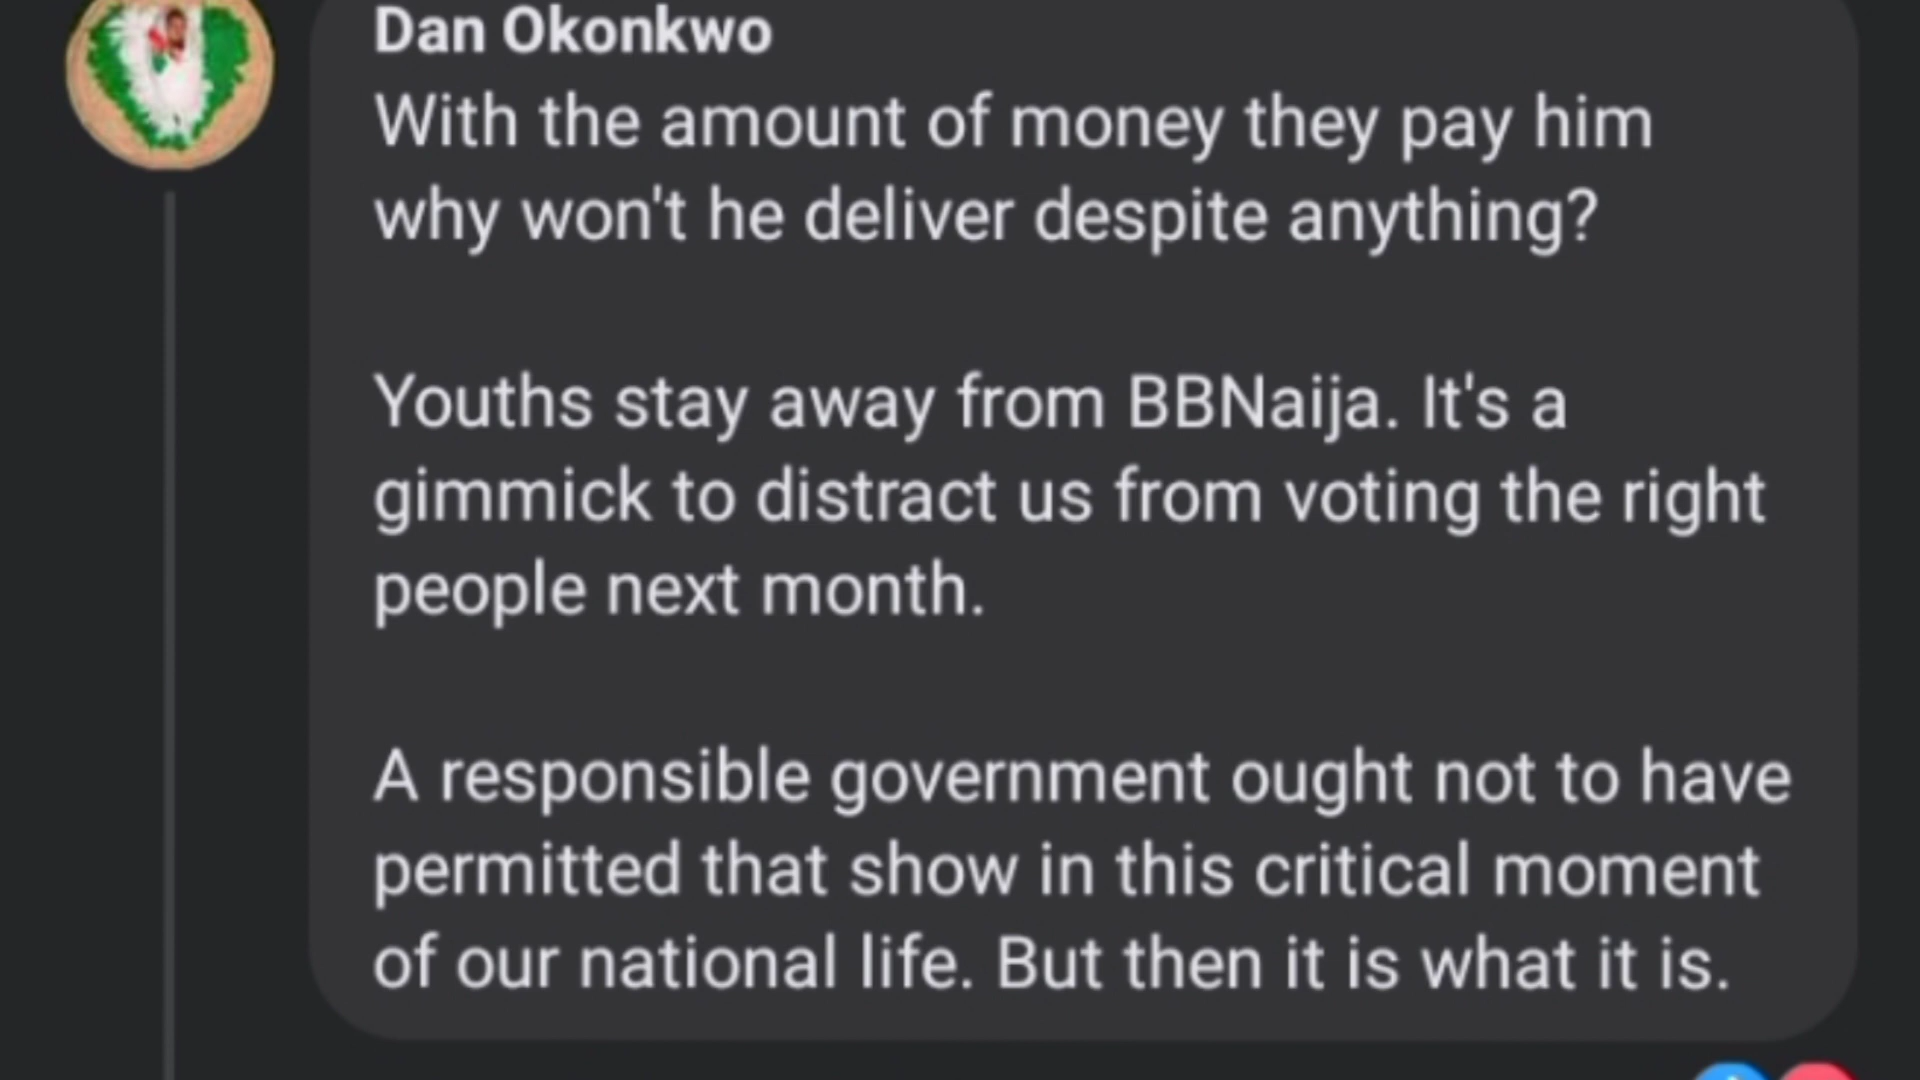 Dan Okonkwo
With the amount of money they pay him
why won't he deliver despite anything?
Youths stay away from BBNaija. It's a
gimmick to distract us from voting the right
people next month.
A responsible government ought not to have
permitted that show in this critical moment
of our national life. But then it is what it is.